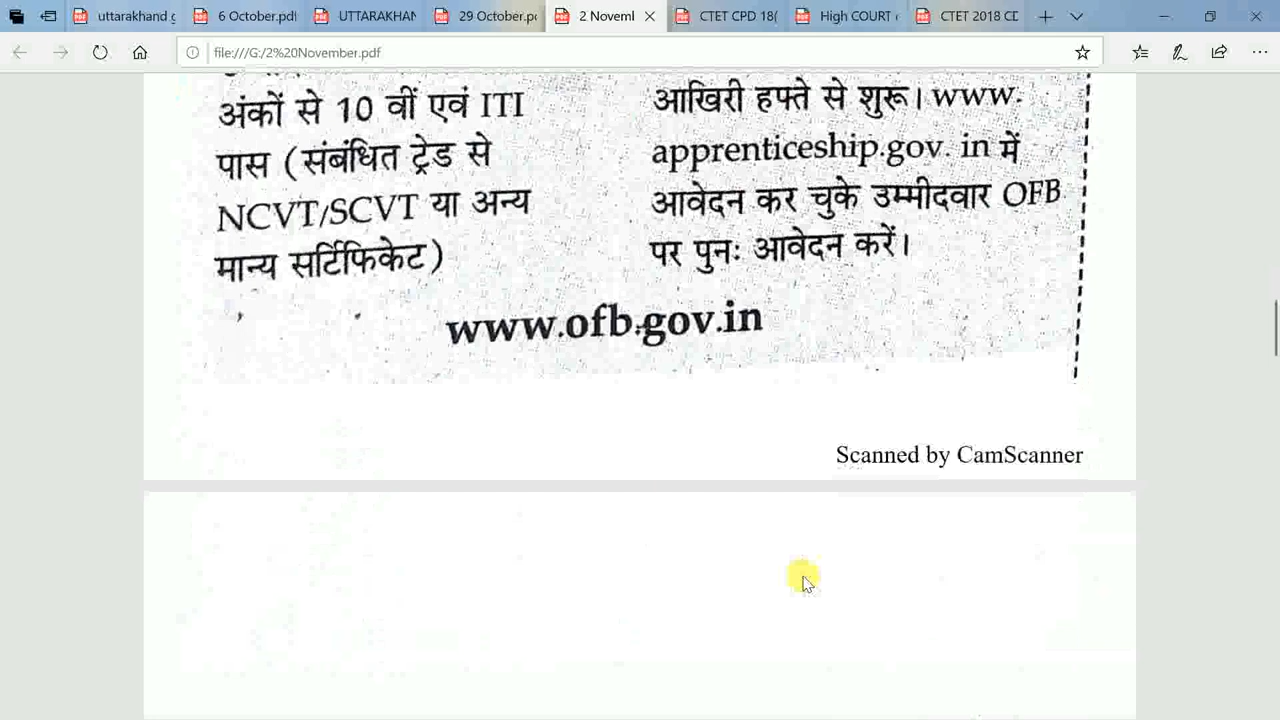 uttarakhand.g
6 October.pdf
UTTARAKHAN
29 October.pd
2 Novemb
CTET CPD 18(
High COURT
CTET 2018 CD
file:///G:/2%20November.pdf
अंकों से 10 वीं एवं ITI
पास (संबंधित ट्रेड से
NCVT/SCVT या अन्य
मान्य सर्टिफिकेट)
आखिरी हफ्ते से शुरू। www.
apprenticeship.gov. in में
आवेदन कर चुके उम्मीदवार OFB
पर पुनः आवेदन करें।
www.ofb.gov.in
Scanned by CamScanner